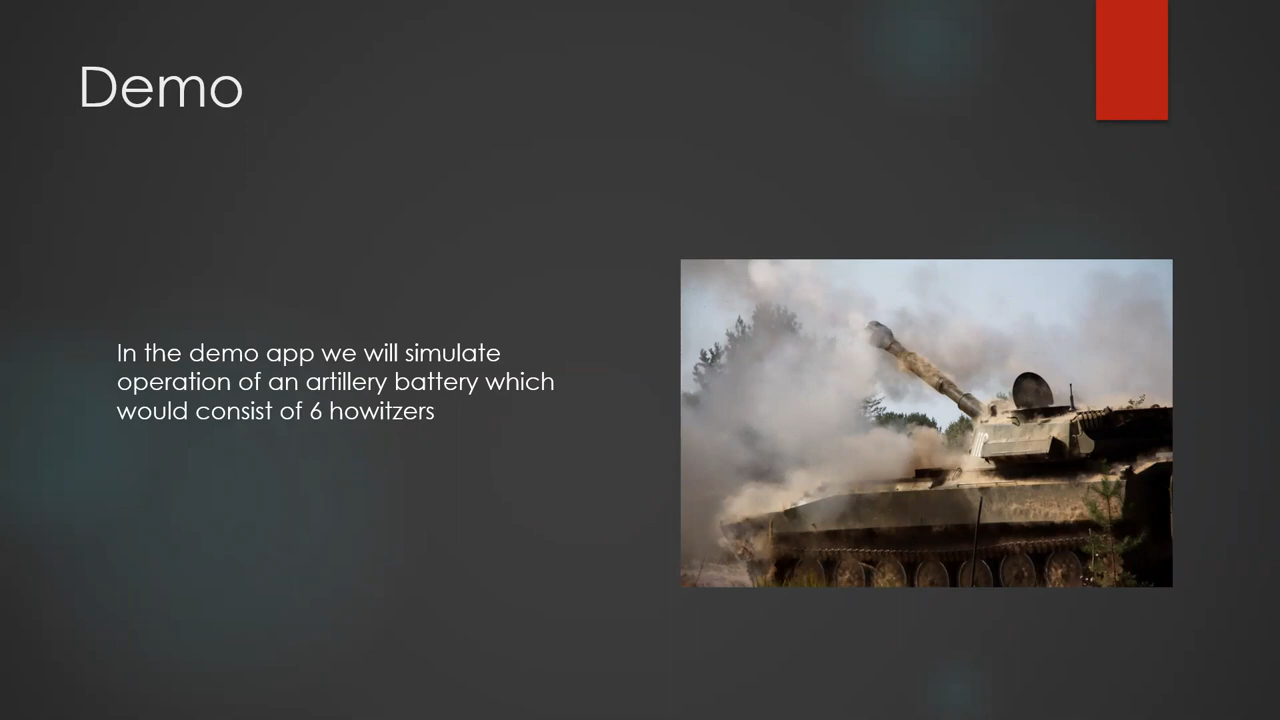 Demo
In the demo app we will simulate
operation of an artillery battery which
would consist of 6 howitzers